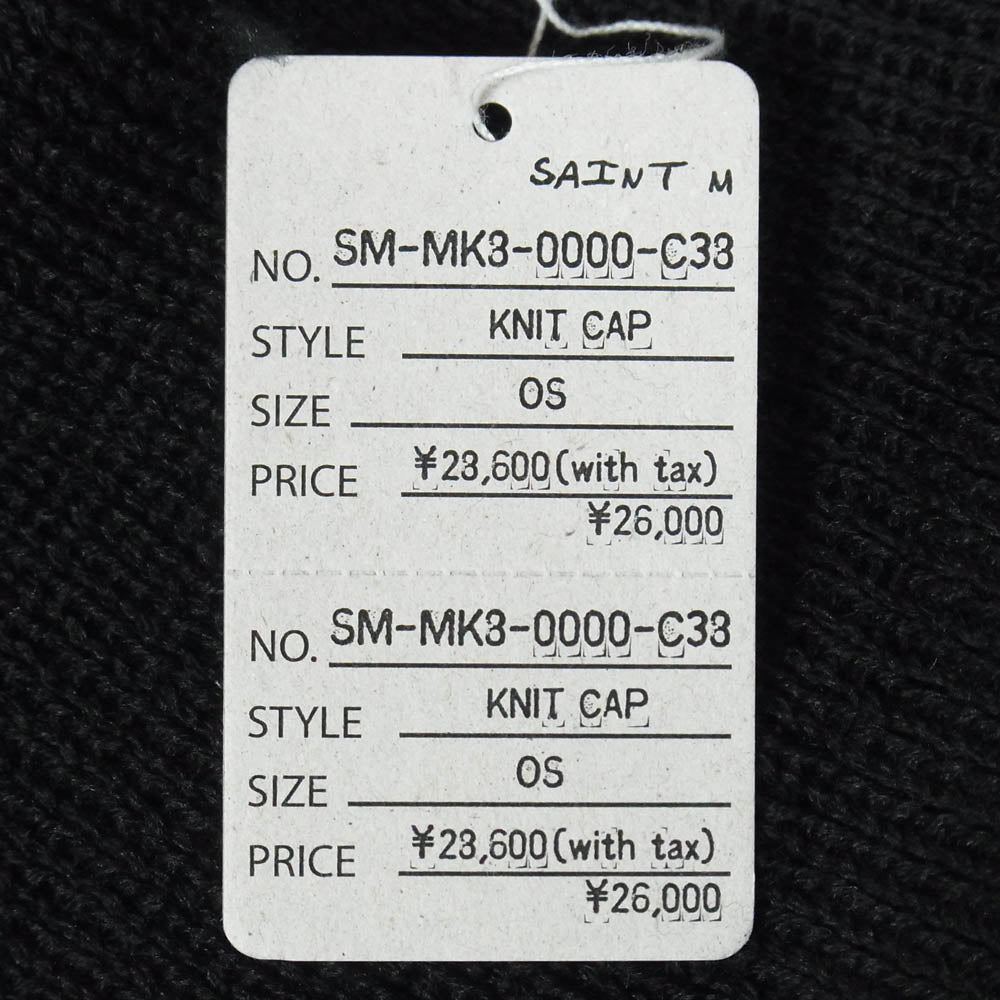 SAINT M
NO. SM-MK3-0000-C33
STYLE KNIT CAP
SIZE OS
PRICE ¥23,600(with tax)
¥26,000
NO. SM-MK3-0000-C33
STYLE KNIT CAP
SIZE OS
PRICE ¥23,600(with tax)
¥26,000